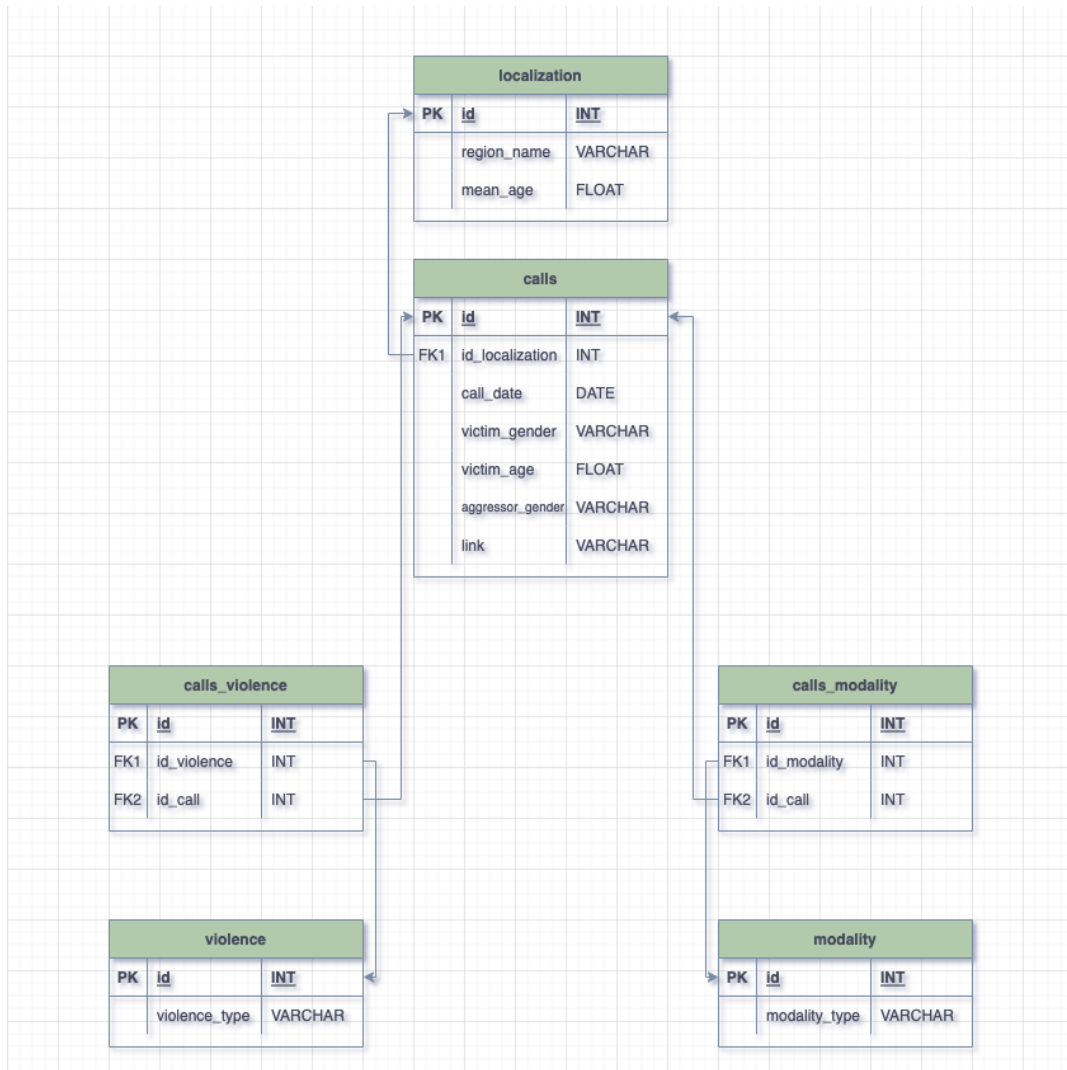 localization
PK id INT
region_name VARCHAR
mean_age FLOAT
calls
PK id INT
FK1 id_localization INT
call_date DATE
victim_gender VARCHAR
victim_age FLOAT
aggressor_gender VARCHAR
link VARCHAR
calls_violence
PK id INT
FK1 id_violence INT
FK2 id_call INT
calls_modality
PK id INT
FK1 id_modality INT
FK2 id_call INT
violence
PK id INT
violence_type VARCHAR
modality
PK id INT
modality_type VARCHAR